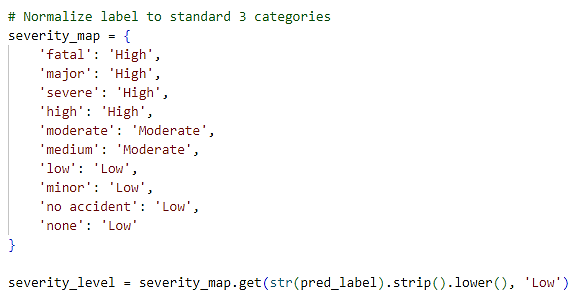 # Normalize label to standard 3 categories
severity_map = {
    'fatal': 'High',
    'major': 'High',
    'severe': 'High',
    'high': 'High',
    'moderate': 'Moderate',
    'medium': 'Moderate',
    'low': 'Low',
    'minor': 'Low',
    'no accident': 'Low',
    'none': 'Low'
}
severity_level = severity_map.get(str(pred_label).strip().lower(), 'Low')